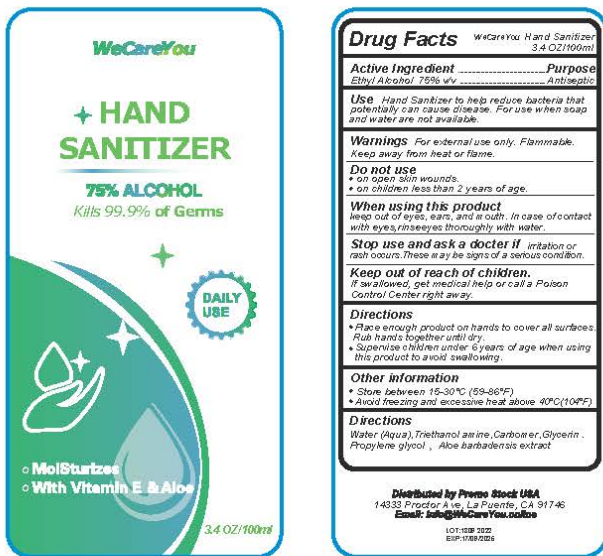 WeCareYou
HAND
SANITIZER
75% ALCOHOL
Kills 99.9% of Germs
DAILY
USE
MoiSturizes
With Vitamin E & Aloe
3.4 OZ/100ml
Drug Facts WeCareYou Hand Sanitizer
3.4 OZ/100ml
Active Ingredient ........................ Purpose
Ethyl Alcohol 75% v/v ........................ Antiseptic
Use Hand Sanitizer to help reduce bacteria that
potentially can cause disease. For use when soap
and water are not available.
Warnings For external use only. Flammable.
Keep away from heat or flame.
Do not use
• on open skin wounds.
• on children less than 2 years of age.
When using this product
keep out of eyes, ears, and mouth. In case of contact
with eyes,rinseeyes thoroughly with water.
Stop use and ask a docter if irritation or
rash occurs.These may be signs of a serious condition.
Keep out of reach of children.
If swallowed, get medical help or call a Poison
Control Center right away.
Directions
• Place enough product on hands to cover all surfaces.
Rub hands together until dry.
• Supervise children under 6 years of age when using
this product to avoid swallowing.
Other information
• Store between 15-30°C (59-86°F)
• Avoid freezing and excessive heat above 40°C(104°F)
Directions
Water (Aqua),Triethanol amine,Carbomer,Glycerin .
Propylene glycol , Aloe barbadensis extract
Distributed by Promo Stock USA
14333 Proctor Ave, La Puente, CA 91746
Email: info@WeCareYou.online
2022